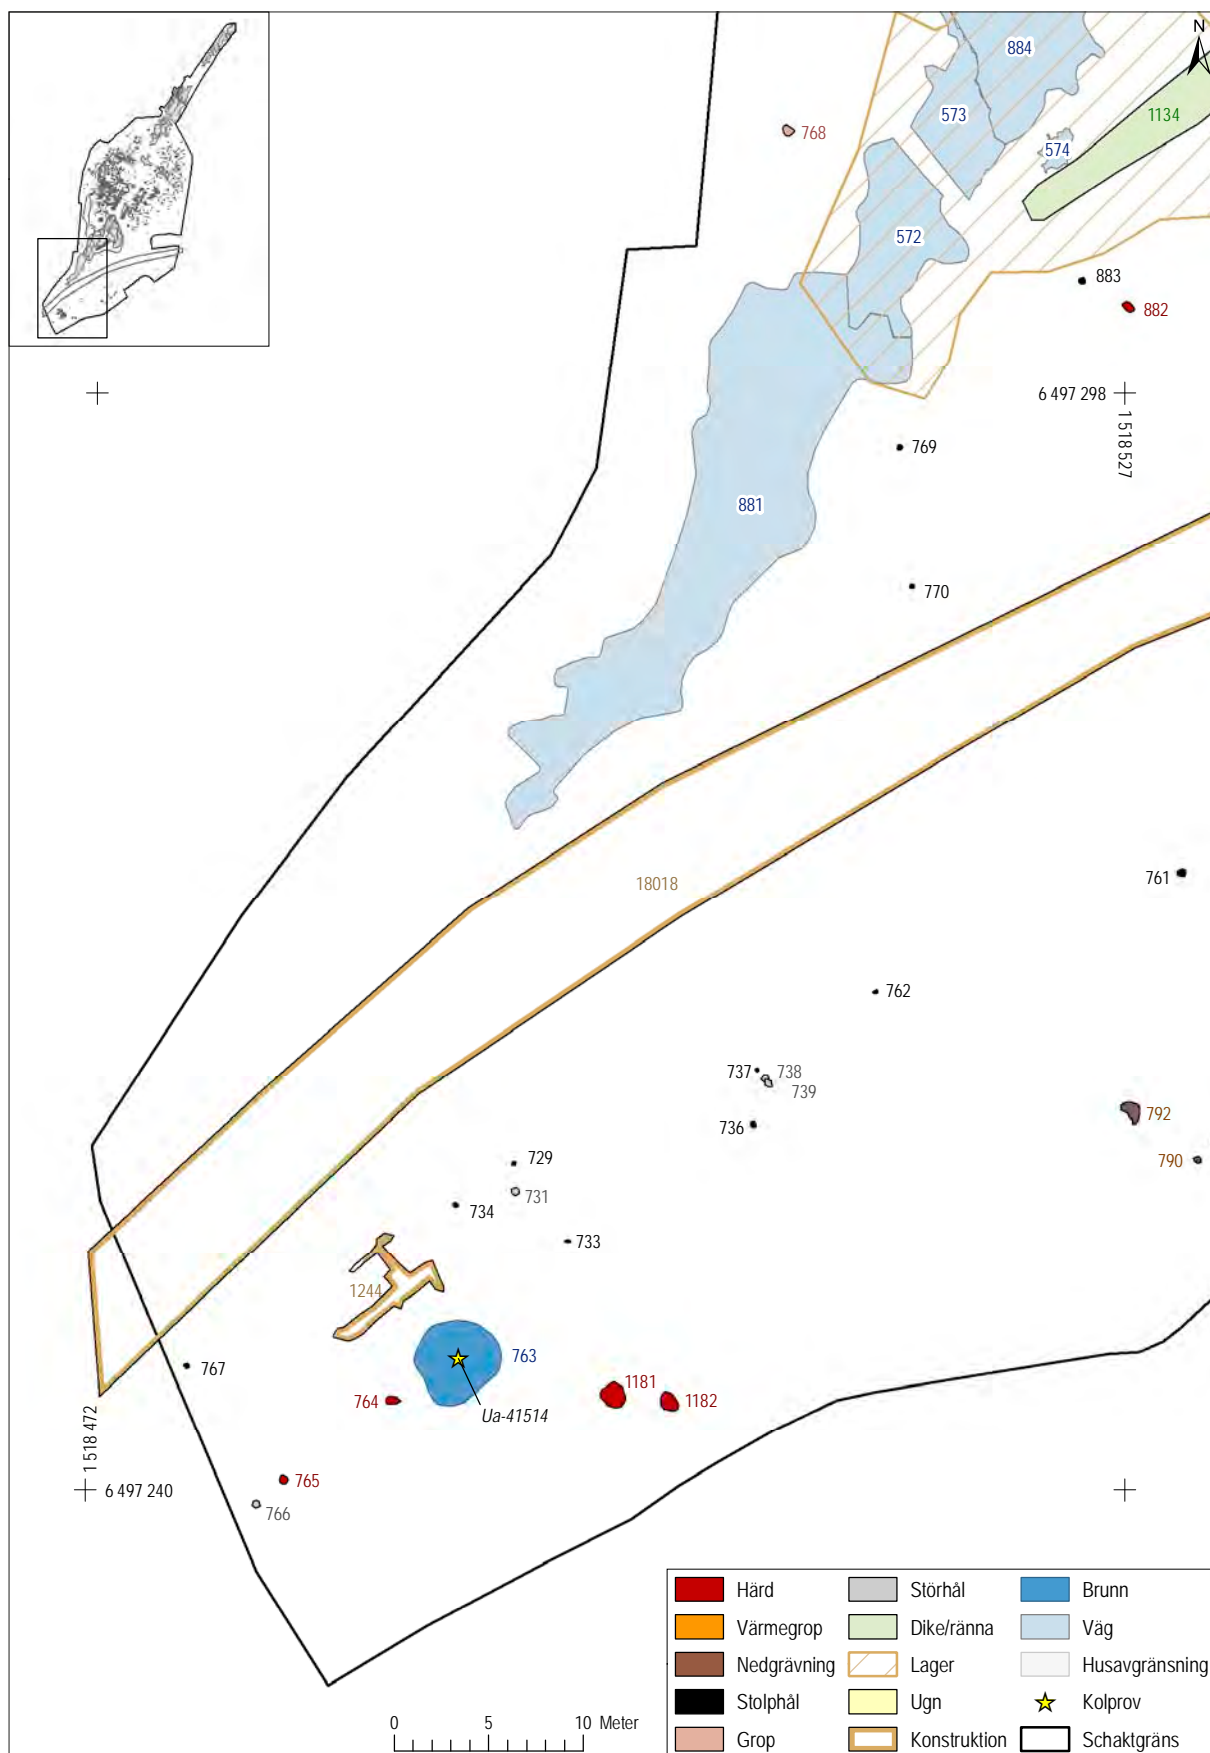 N
884
1134
573
768
574
572
883
882
6 497 298
1 518 527
769
881
770
18018
761
762
737
738
739
736
792
790
729
731
734
733
1244
763
767
764
1181
1182
Ua-41514
1 518 472
6 497 240
765
766
Härd
Störhål
Brunn
Värmegrop
Dike/ränna
Väg
Nedgrävning
Lager
Husavgränsning
Stolphål
Ugn
Kolprov
Grop
Konstruktion
Schaktgräns
0 5 10 Meter